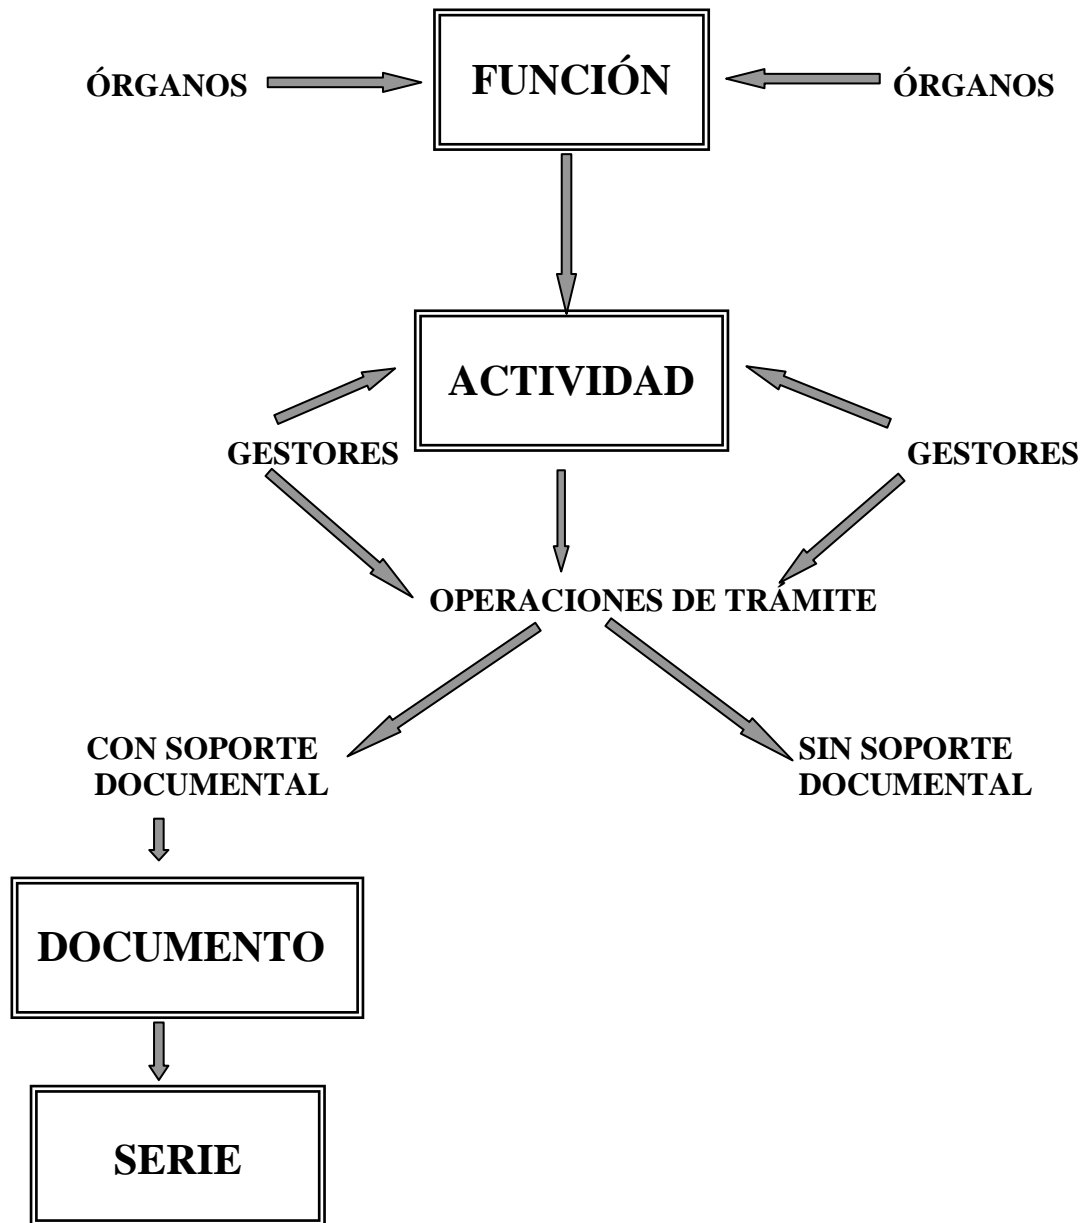 FUNCIÓN
ÓRGANOS
ÓRGANOS
ACTIVIDAD
GESTORES
GESTORES
OPERACIONES DE TRÁMITE
CON SOPORTE
DOCUMENTAL
SIN SOPORTE
DOCUMENTAL
DOCUMENTO
SERIE